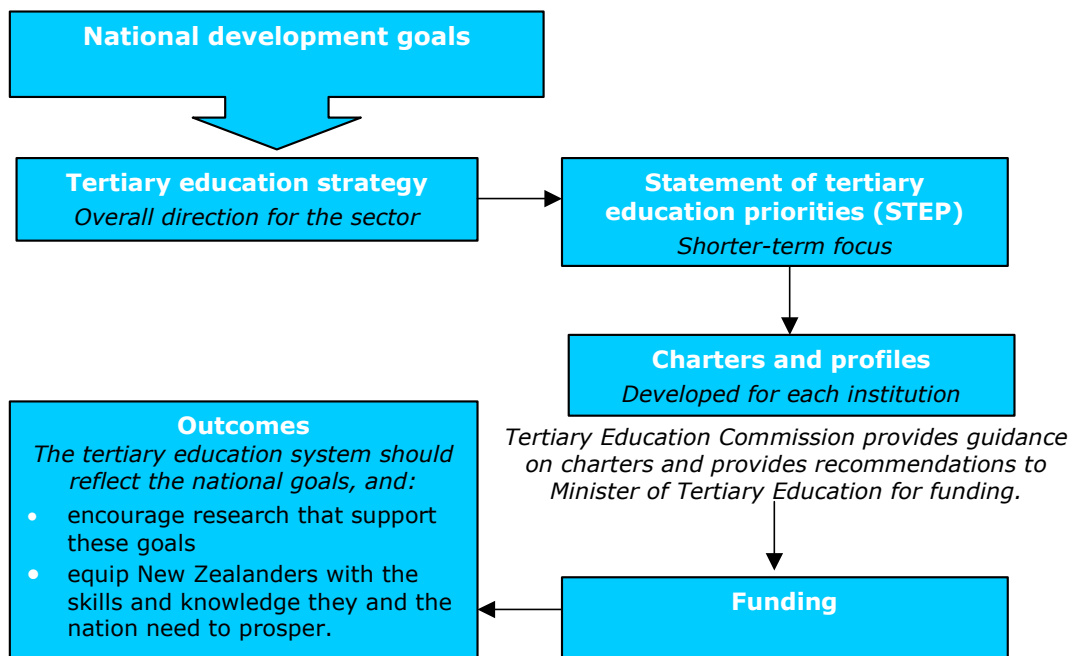 National development goals
Tertiary education strategy
Overall direction for the sector
Statement of tertiary
education priorities (STEP)
Shorter-term focus
Charters and profiles
Developed for each institution
Tertiary Education Commission provides guidance
on charters and provides recommendations to
Minister of Tertiary Education for funding.
Funding
Outcomes
The tertiary education system should
reflect the national goals, and:
• encourage research that support
these goals
• equip New Zealanders with the
skills and knowledge they and the
nation need to prosper.